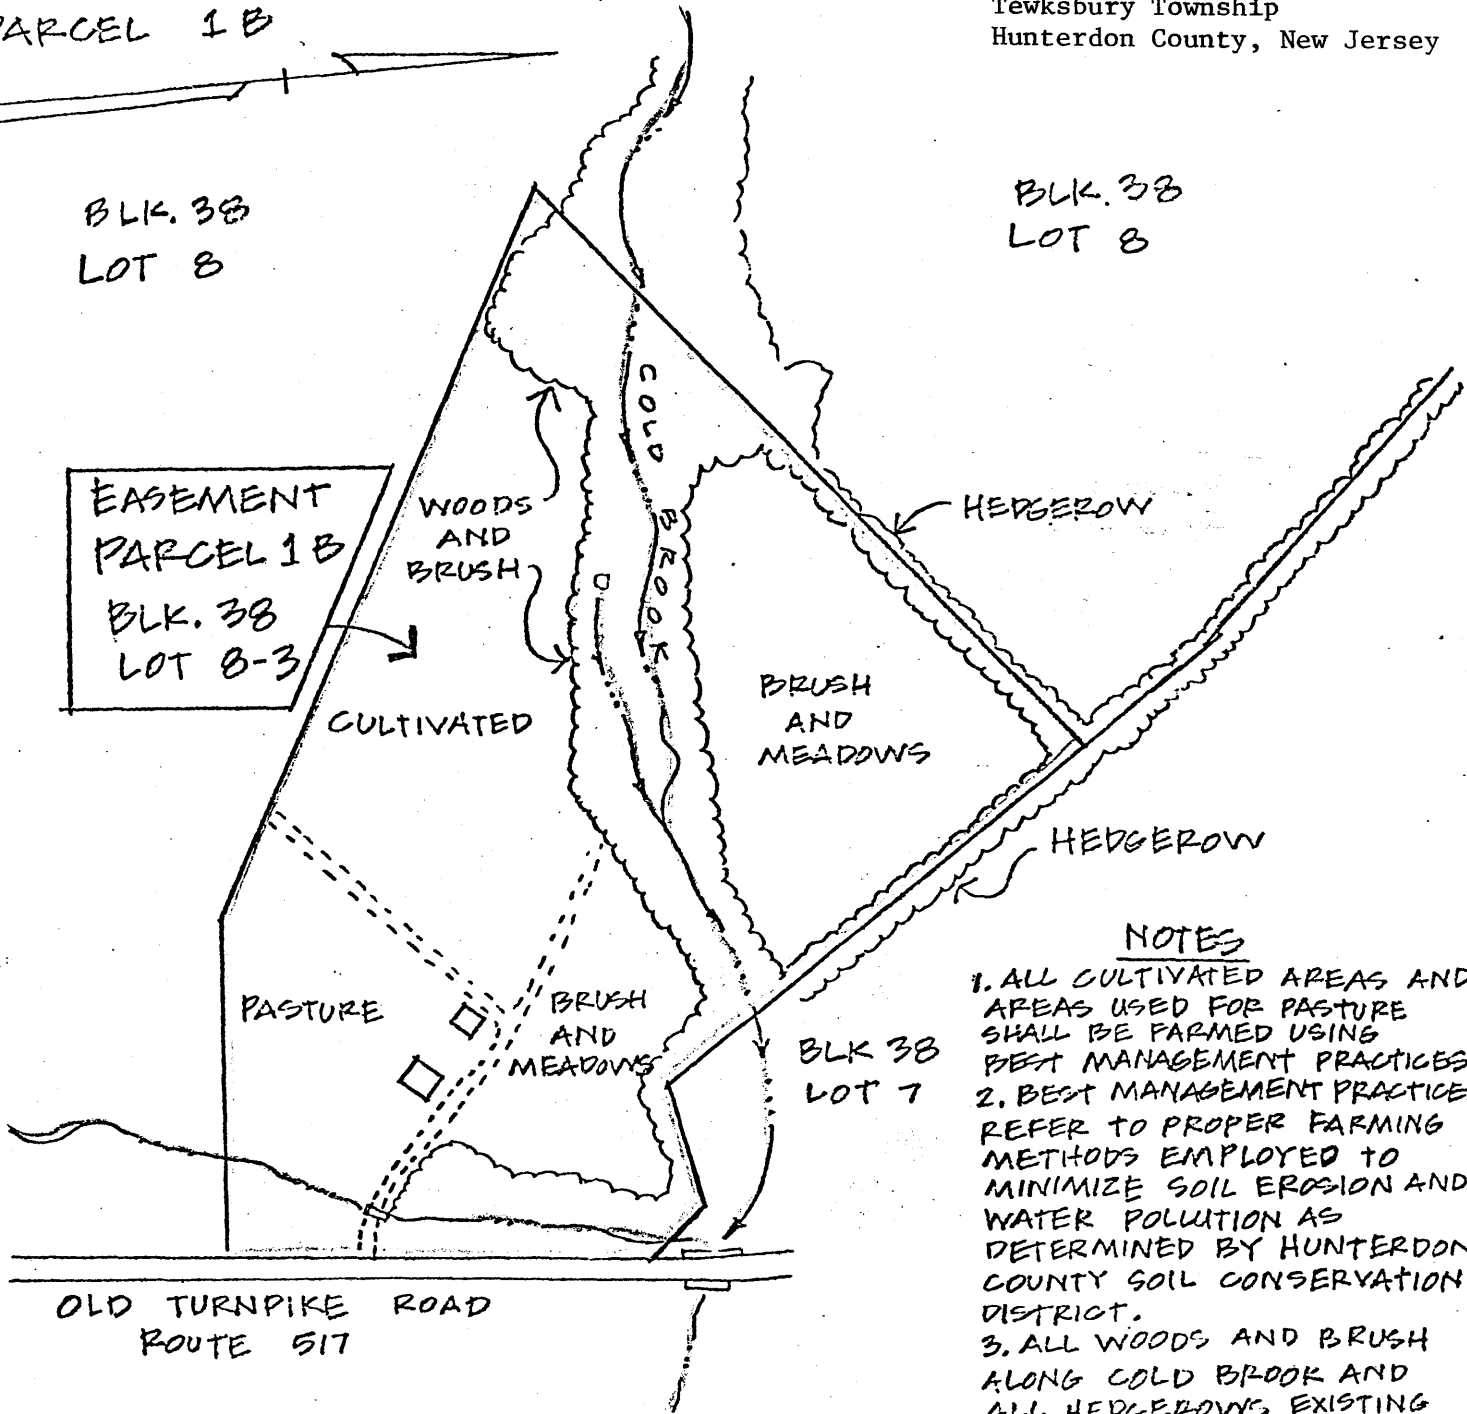 PARCEL 1B
Tewksbury Township
Hunterdon County, New Jersey
BLK. 38
LOT 8
BLK. 38
LOT 8
COLD BROOK
EASEMENT
PARCEL 1B
BLK. 38
LOT 8-3
WOODS
AND
BRUSH
HEDGEROW
CULTIVATED
BRUSH
AND
MEADOWS
HEDGEROW
PASTURE
BRUSH
AND
MEADOWS
BLK 38
LOT 7
OLD TURNPIKE ROAD
ROUTE 517
NOTES
1. ALL CULTIVATED AREAS AND
AREAS USED FOR PASTURE
SHALL BE FARMED USING
BEST MANAGEMENT PRACTICES
2. BEST MANAGEMENT PRACTICE
REFER TO PROPER FARMING
METHODS EMPLOYED TO
MINIMIZE SOIL EROSION AND
WATER POLLUTION AS
DETERMINED BY HUNTERDON
COUNTY SOIL CONSERVATION
DISTRICT.
3. ALL WOODS AND BRUSH
ALONG COLD BROOK AND
ALL HEDGEROWS EXISTING